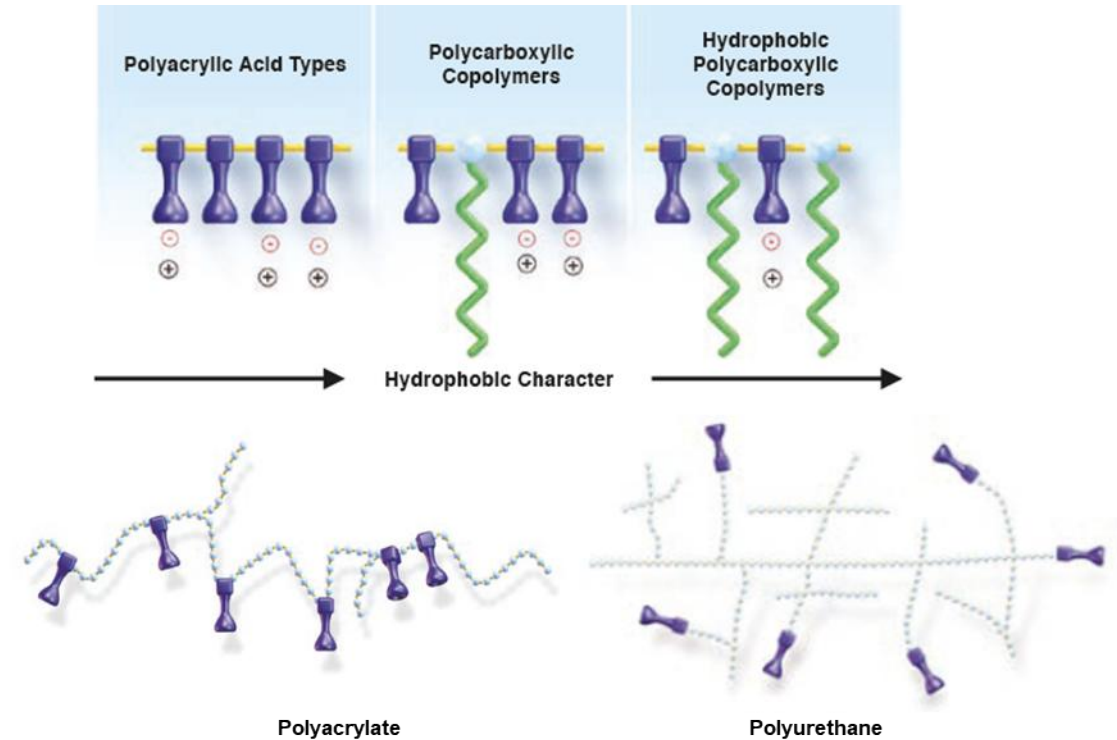 Polyacrylic Acid Types
Polycarboxylic
Copolymers
Hydrophobic
Polycarboxylic
Copolymers
- - -
+ + +
- -
+ +
-
+
Hydrophobic Character
Polyacrylate
Polyurethane